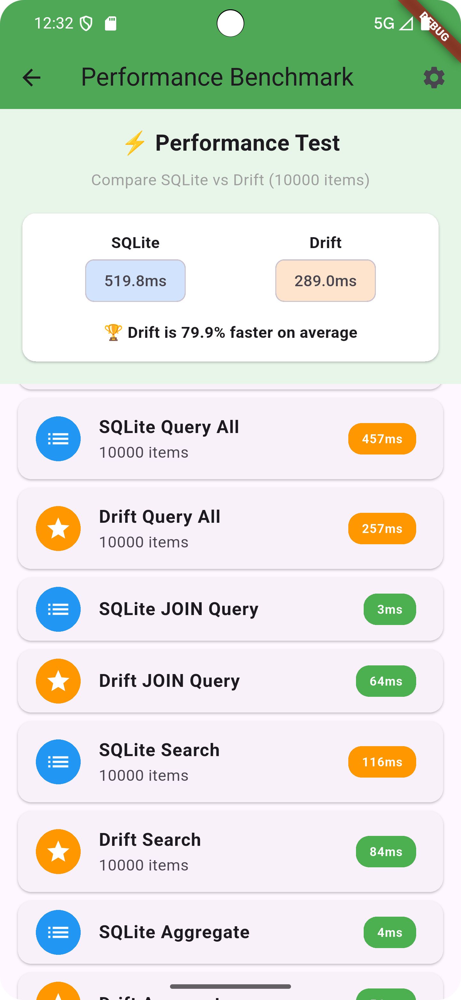 12:32
5G
DEBUG
Performance Benchmark
⚡ Performance Test
Compare SQLite vs Drift (10000 items)
SQLite
Drift
519.8ms
289.0ms
🏆 Drift is 79.9% faster on average
SQLite Query All
10000 items
457ms
Drift Query All
10000 items
257ms
SQLite JOIN Query
3ms
Drift JOIN Query
64ms
SQLite Search
10000 items
116ms
Drift Search
10000 items
84ms
SQLite Aggregate
4ms
Drift